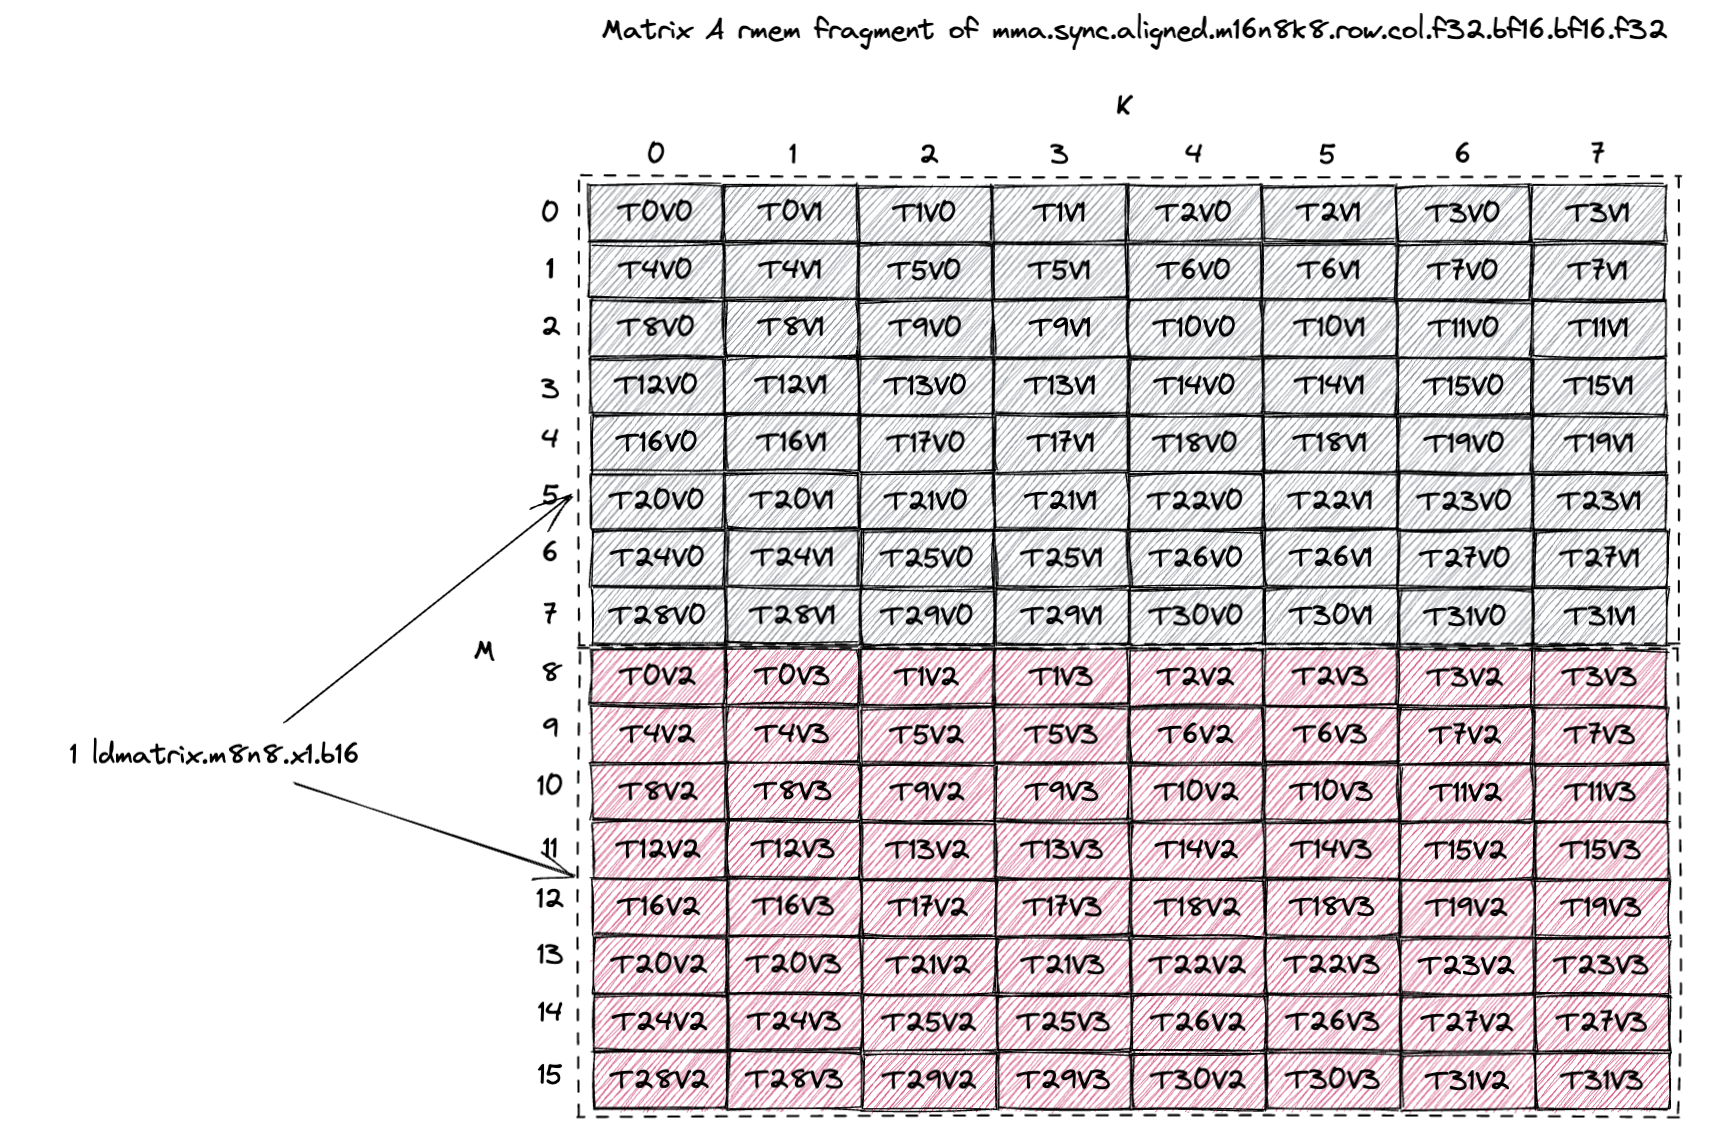 Matrix A rmem fragment of mma.sync.aligned.m16n8k8.row.col.f32.bf16.bf16.f32
K
0 1 2 3 4 5 6 7
0 T0V0 T0V1 T1V0 T1V1 T2V0 T2V1 T3V0 T3V1
1 T4V0 T4V1 T5V0 T5V1 T6V0 T6V1 T7V0 T7V1
2 T8V0 T8V1 T9V0 T9V1 T10V0 T10V1 T11V0 T11V1
3 T12V0 T12V1 T13V0 T13V1 T14V0 T14V1 T15V0 T15V1
4 T16V0 T16V1 T17V0 T17V1 T18V0 T18V1 T19V0 T19V1
5 T20V0 T20V1 T21V0 T21V1 T22V0 T22V1 T23V0 T23V1
6 T24V0 T24V1 T25V0 T25V1 T26V0 T26V1 T27V0 T27V1
7 T28V0 T28V1 T29V0 T29V1 T30V0 T30V1 T31V0 T31V1
M
8 T0V2 T0V3 T1V2 T1V3 T2V2 T2V3 T3V2 T3V3
9 T4V2 T4V3 T5V2 T5V3 T6V2 T6V3 T7V2 T7V3
1 ldmatrix.m8n8.x1.b16
10 T8V2 T8V3 T9V2 T9V3 T10V2 T10V3 T11V2 T11V3
11 T12V2 T12V3 T13V2 T13V3 T14V2 T14V3 T15V2 T15V3
12 T16V2 T16V3 T17V2 T17V3 T18V2 T18V3 T19V2 T19V3
13 T20V2 T20V3 T21V2 T21V3 T22V2 T22V3 T23V2 T23V3
14 T24V2 T24V3 T25V2 T25V3 T26V2 T26V3 T27V2 T27V3
15 T28V2 T28V3 T29V2 T29V3 T30V2 T30V3 T31V2 T31V3